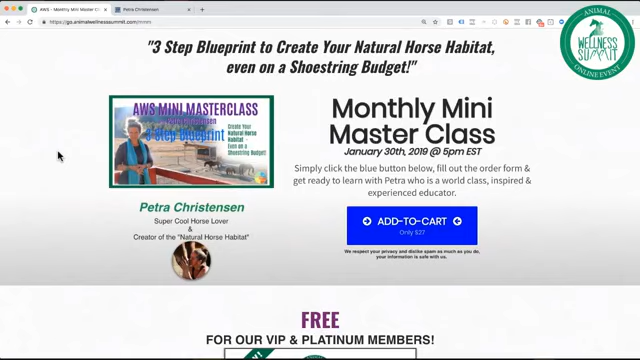 AWS - Monthly Mini Master Cl
Petra Christensen
https://go.animalwellnesssummit.com/mmm
"3 Step Blueprint to Create Your Natural Horse Habitat,
even on a Shoestring Budget!"
ANIMAL
WELLNESS
SUMMIT
ONLINE EVENT
AWS MINI MASTERCLASS
Petra Christensen
3 Step Blueprint
Create Your
Natural Horse
Habitat -
Even on a
Shoestring
Budget!
Monthly Mini
Master Class
January 30th, 2019 @ 5pm EST
Simply click the blue button below, fill out the order form &
get ready to learn with Petra who is a world class, inspired &
experienced educator.
Petra Christensen
Super Cool Horse Lover
&
Creator of the "Natural Horse Habitat"
ADD-TO-CART
Only $27
We respect your privacy and dislike spam as much as you do,
your information is safe with us.
FREE
FOR OUR VIP & PLATINUM MEMBERS!